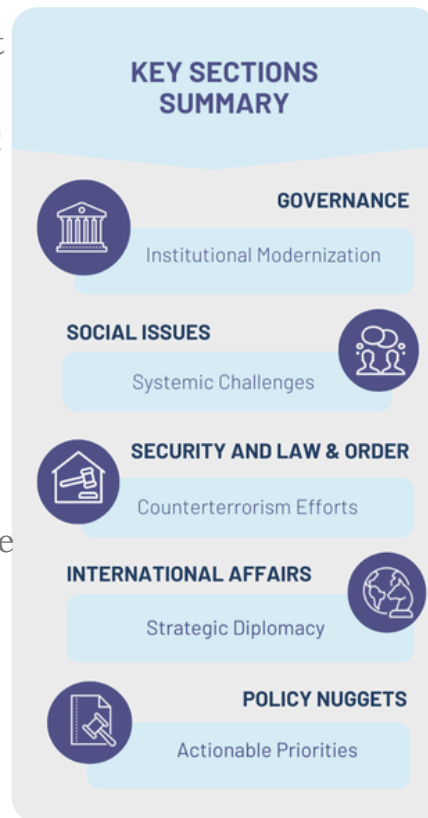 KEY SECTIONS
SUMMARY
GOVERNANCE
Institutional Modernization
SOCIAL ISSUES
Systemic Challenges
SECURITY AND LAW & ORDER
Counterterrorism Efforts
INTERNATIONAL AFFAIRS
Strategic Diplomacy
POLICY NUGGETS
Actionable Priorities